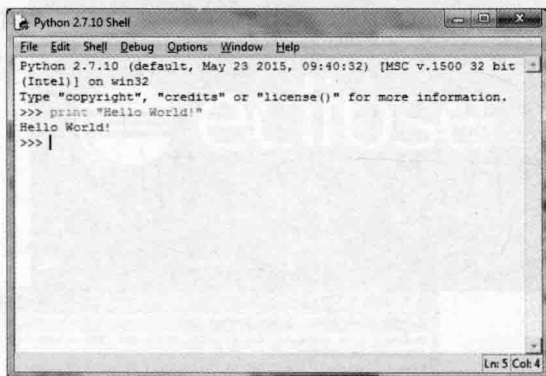 Python 2.7.10 Shell
File Edit Shell Debug Options Window Help
Python 2.7.10 (default, May 23 2015, 09:40:32) [MSC v.1500 32 bit
(Intel)] on win32
Type "copyright", "credits" or "license()" for more information.
>>> print "Hello World!"
Hello World!
>>>
Ln: 5 Col: 4